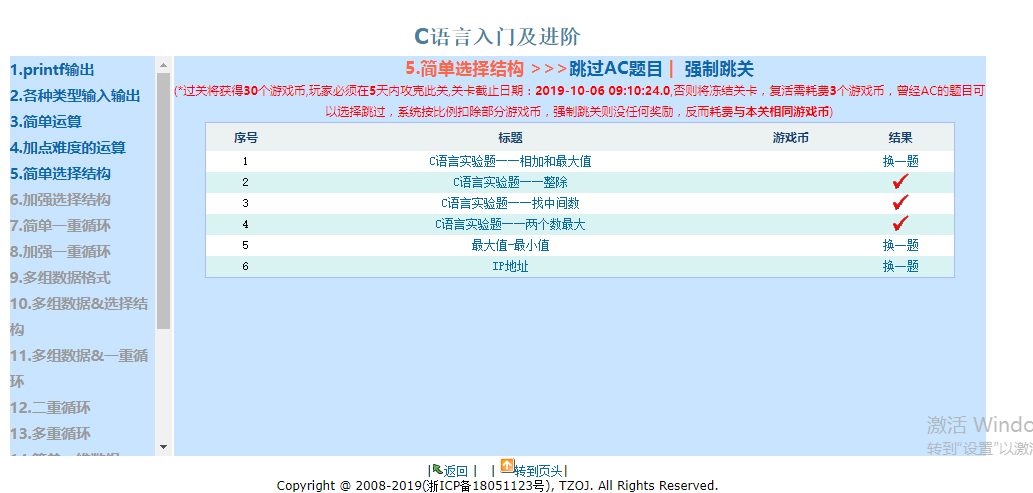 C语言入门及进阶
1.printf输出
2.各种类型输入输出
3.简单运算
4.加点难度的运算
5.简单选择结构
6.加强选择结构
7.简单一重循环
8.加强一重循环
9.多组数据格式
10.多组数据&选择结
构
11.多组数据&一重循
环
12.二重循环
13.多重循环
5.简单选择结构 >>>跳过AC题目 | 强制跳关
(*过关将获得30个游戏币,玩家必须在5天内攻克此关,关卡截止日期：2019-10-06 09:10:24.0,否则将冻结关卡，复活需耗费3个游戏币，曾经AC的题目可
以选择跳过，系统按比例扣除部分游戏币，强制跳则没任何奖励，反而耗费与本关相同游戏币)
序号 标题 游戏币 结果
1 C语言实验题——相加和最大值 换一题
2 C语言实验题——整除
3 C语言实验题——找中间数
4 C语言实验题——两个数最大
5 最大值-最小值 换一题
6 IP地址 换一题
激活 Windo
转到"设置"以激
|返回 | | 转到页头|
Copyright @ 2008-2019(浙ICP备18051123号), TZOJ. All Rights Reserved.